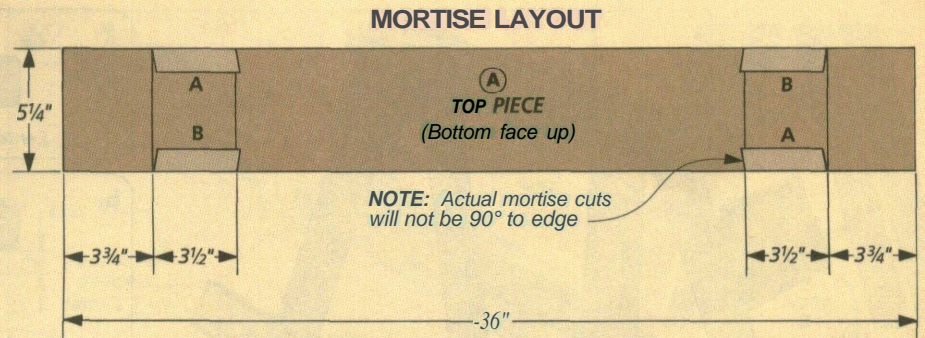 MORTISE LAYOUT
5¼"
A
B
A
TOP PIECE
(Bottom face up)
B
A
NOTE: Actual mortise cuts
will not be 90° to edge
3¾" 3½" 3½" 3¾"
-36"